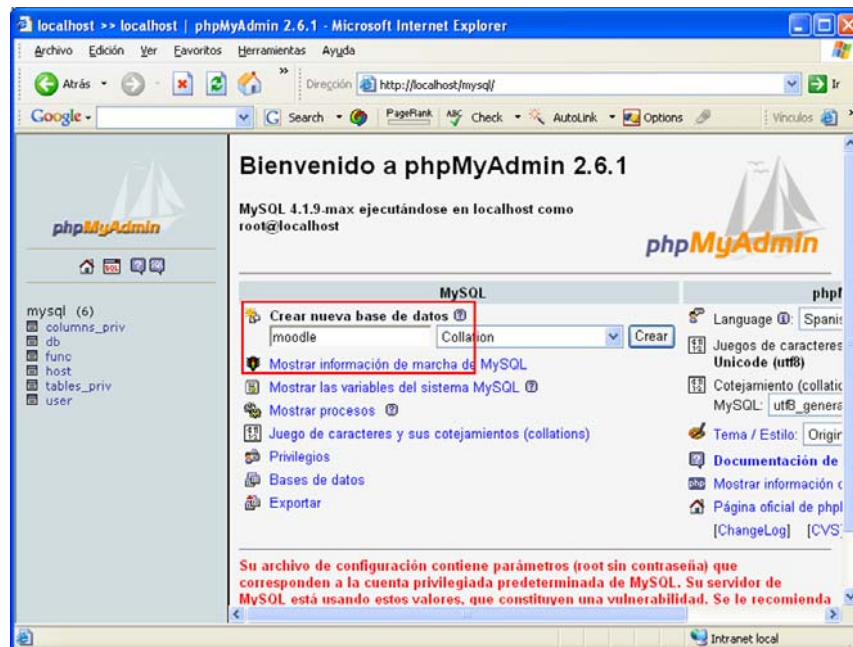 localhost >> localhost | phpMyAdmin 2.6.1 - Microsoft Internet Explorer
Archivo Edición Ver Favoritos Herramientas Ayuda
Atrás Dirección http://localhost/mysql/ Ir
Google Search PageRank ABC Check AutoLink Options Vínculos
phpMyAdmin
SQL
mysql (6)
columns_priv
db
func
host
tables_priv
user
Bienvenido a phpMyAdmin 2.6.1
MySQL 4.1.9-max ejecutándose en localhost como
root@localhost
phpMyAdmin
MySQL
Crear nueva base de datos
moodle Collation Crear
Mostrar información de marcha de MySQL
Mostrar las variables del sistema MySQL
Mostrar procesos
Juego de caracteres y sus cotejamientos (collations)
Privilegios
Bases de datos
Exportar
Language : Spanis
Juegos de caracteres
Unicode (utf8)
Cotejamiento (collatio
MySQL: utf8_genera
Tema / Estilo: Origin
Documentación de
php Mostrar información
Página oficial de
[ChangeLog] [CVS
Su archivo de configuración contiene parámetros (root sin contraseña) que
corresponden a la cuenta privilegiada predeterminada de MySQL. Su servidor de
MySQL está usando estos valores, que constituyen una vulnerabilidad. Se le recomienda
Intranet local